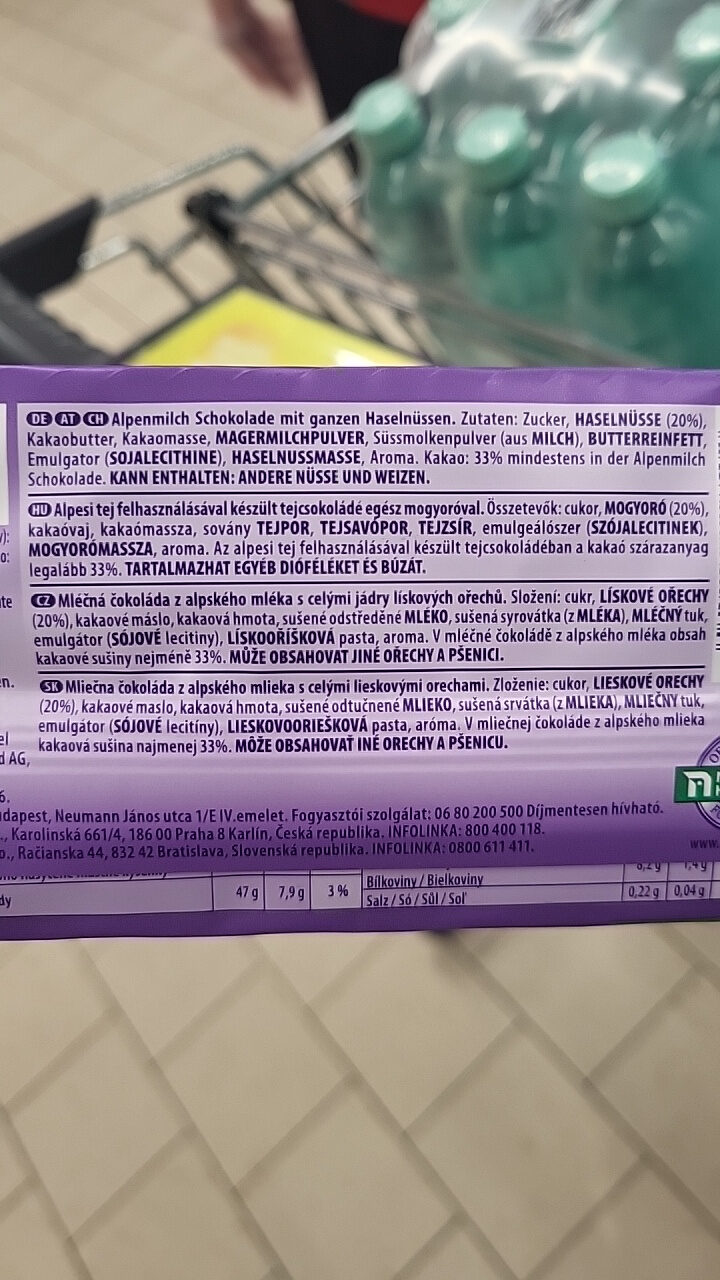 DE AT CH Alpenmilch Schokolade mit ganzen Haselnüssen. Zutaten: Zucker, HASELNÜSSE (20%),
Kakaobutter, Kakaomasse, MAGERMILCHPULVER, Süssmolkenpulver (aus MILCH), BUTTERREINFETT,
Emulgator (SOJALECITHINE), HASELNUSSMASSE, Aroma. Kakao: 33% mindestens in der Alpenmilch
Schokolade. KANN ENTHALTEN: ANDERE NÜSSE UND WEIZEN.
HU Alpesi tej felhasználásával készült tejcsokoládé egész mogyoróval. Összetevők: cukor, MOGYORÓ (20%),
kakaóvaj, kakaómassza, sovány TEJPOR, TEJSAVÓPOR, TEJZSÍR, emulgeálószer (SZÓJALECITINEK),
MOGYORÓMASSZA, aroma. Az alpesi tej felhasználásával készült tejcsokoládéban a kakaó szárazanyag
legalább 33%. TARTALMAZHAT EGYÉB DIÓFÉLÉKET ÉS BÚZÁT.
CZ Mléčná čokoláda z alpského mléka s celými jádry lískových ořechů. Složení: cukr, LÍSKOVÉ OŘECHY
(20%), kakaové máslo, kakaová hmota, sušené odstředěné MLÉKO, sušená syrovátka (z MLÉKA), MLÉČNÝ tuk,
emulgátor (SÓJOVÉ lecitiny), LÍSKOOŘÍŠKOVÁ pasta, aroma. V mléčné čokoládě z alpského mléka obsah
kakaové sušiny nejméně 33%. MŮŽE OBSAHOVAT JINÉ OŘECHY A PŠENICI.
SK Mliečna čokoláda z alpského mlieka s celými lieskovými orechami. Zloženie: cukor, LIESKOVÉ ORECHY
(20%), kakaové maslo, kakaová hmota, sušené odtučnené MLIEKO, sušená srvátka (z MLIEKA), MLIEČNY tuk,
emulgátor (SÓJOVÉ lecitíny), LIESKOVOORIEŠKOVÁ pasta, aróma. V mliečnej čokoláde z alpského mlieka
kakaová sušina najmenej 33%. MÔŽE OBSAHOVAŤ INÉ ORECHY A PŠENICU.
d AG,
6.
udapest, Neumann János utca 1/E IV.emelet. Fogyasztói szolgálat: 06 80 200 500 Díjmentesen hívható.
., Karolinská 661/4, 186 00 Praha 8 Karlín, Česká republika. INFOLINKA: 800 400 118.
o., Račianska 44, 832 42 Bratislava, Slovenská republika. INFOLINKA: 0800 611 411.
www.
Bílkoviny / Bielkoviny
dy 47 g 7,9 g 3 % Salz / Só / Sůl / Soľ 0,22 g 0,04 g